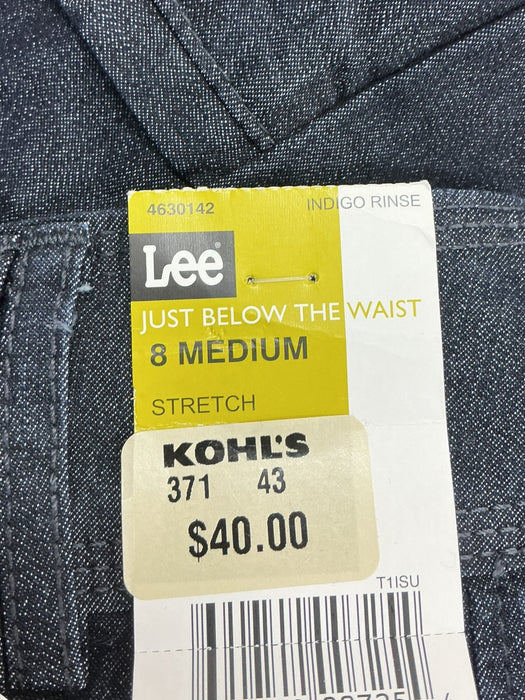 4630142 INDIGO RINSE
Lee®
JUST BELOW THE WAIST
8 MEDIUM
STRETCH
KOHL'S
371 43
$40.00
T1ISU